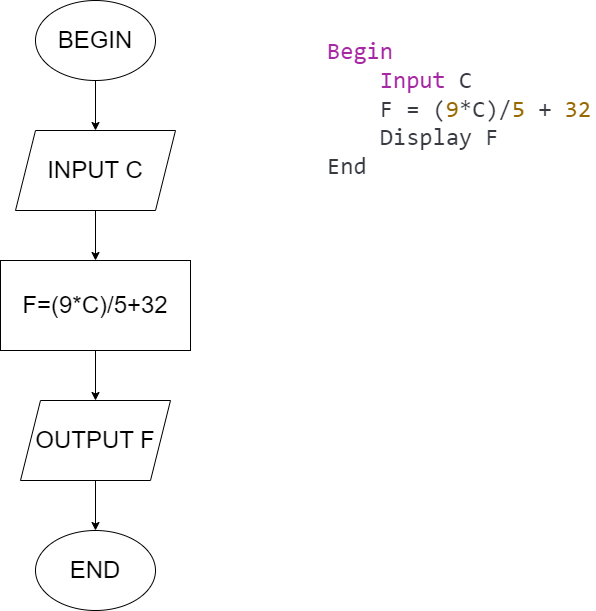 BEGIN
INPUT C
F=(9*C)/5+32
OUTPUT F
END
Begin
Input C
F = (9*C)/5 + 32
Display F
End